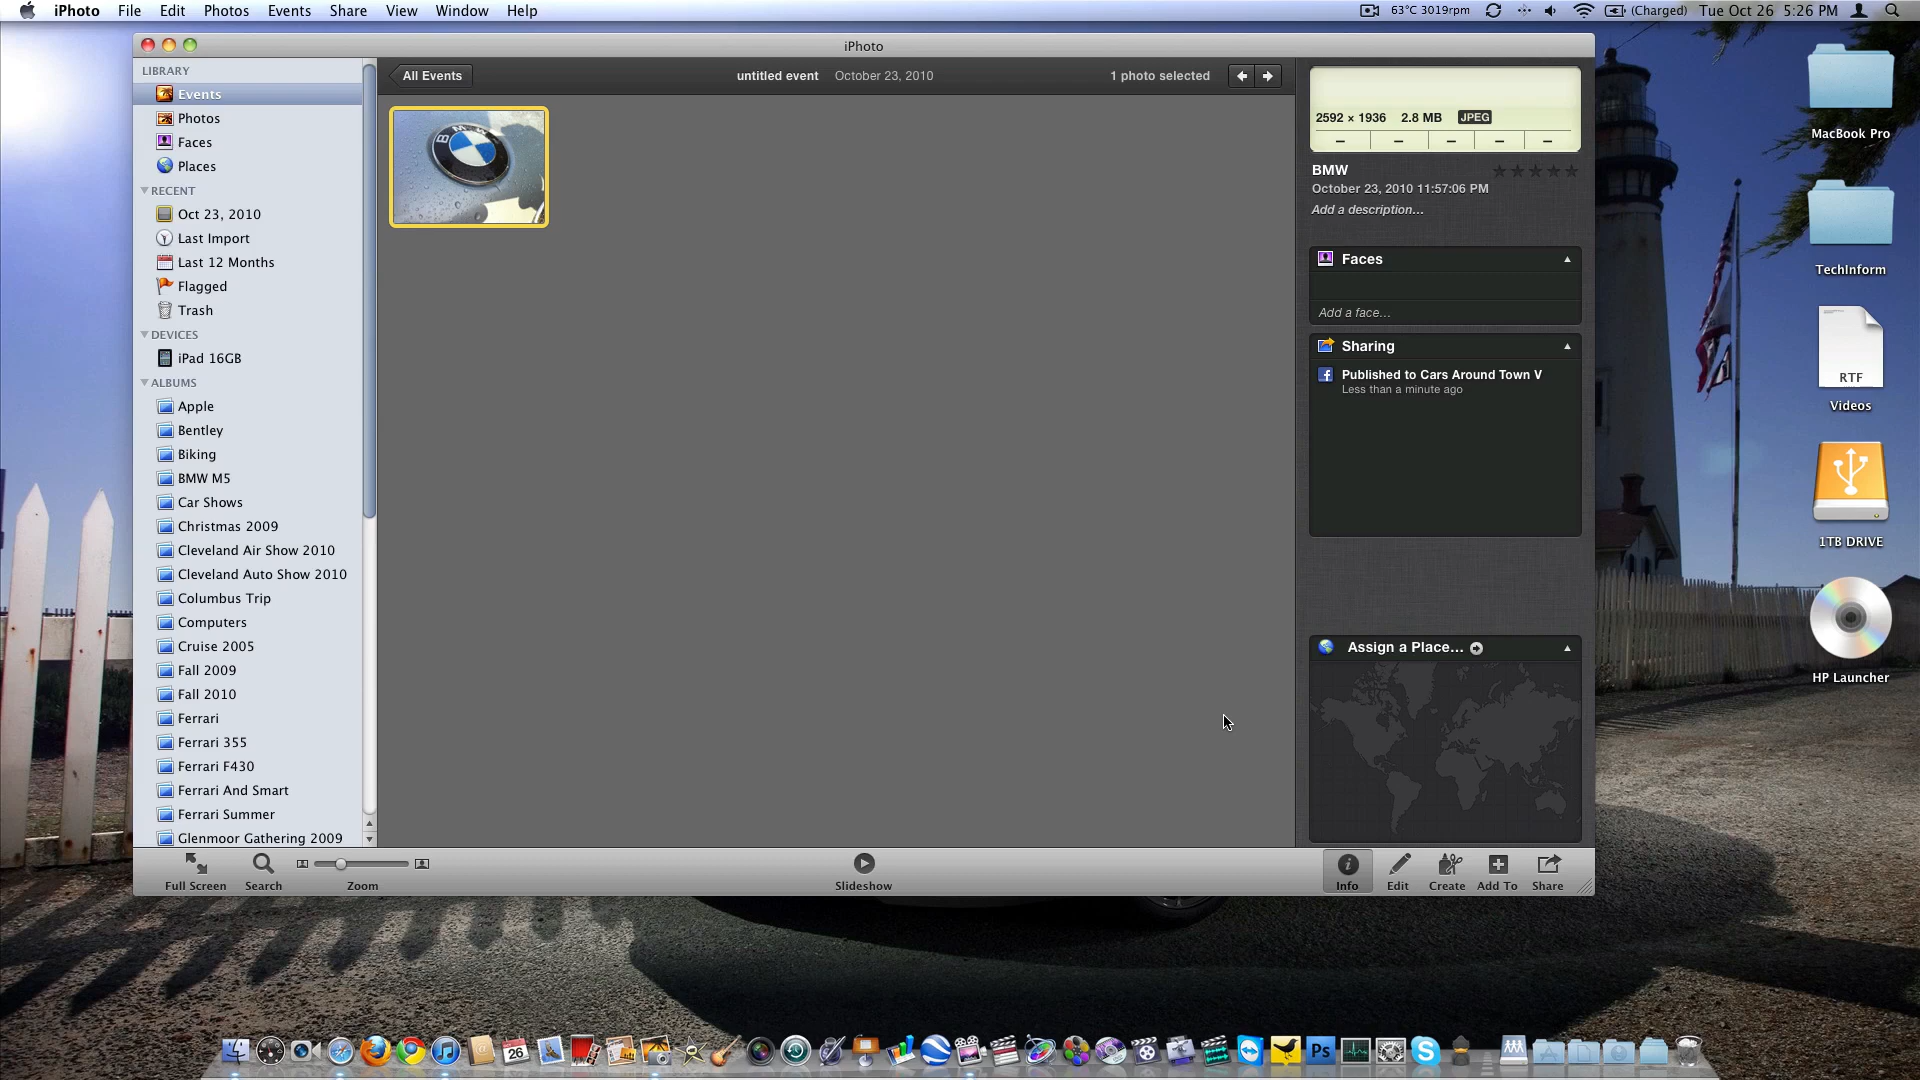 iPhoto File Edit Photos Events Share View Window Help 63°C 3019rpm (Charged) Tue Oct 26 5:26 PM
iPhoto
LIBRARY
Events
Photos
Faces
Places
RECENT
Oct 23, 2010
Last Import
Last 12 Months
Flagged
Trash
DEVICES
iPad 16GB
ALBUMS
Apple
Bentley
Biking
BMW M5
Car Shows
Christmas 2009
Cleveland Air Show 2010
Cleveland Auto Show 2010
Columbus Trip
Computers
Cruise 2005
Fall 2009
Fall 2010
Ferrari
Ferrari 355
Ferrari F430
Ferrari And Smart
Ferrari Summer
Glenmoor Gathering 2009
All Events untitled event October 23, 2010 1 photo selected
BMW
2592 × 1936 2.8 MB JPEG
– – – – –
BMW
October 23, 2010 11:57:06 PM
Add a description...
Faces
Add a face...
Sharing
Published to Cars Around Town V
Less than a minute ago
Assign a Place...
Full Screen Search Zoom Slideshow Info Edit Create Add To Share
MacBook Pro
TechInform
RTF
Videos
1TB DRIVE
HP Launcher
26
Ps